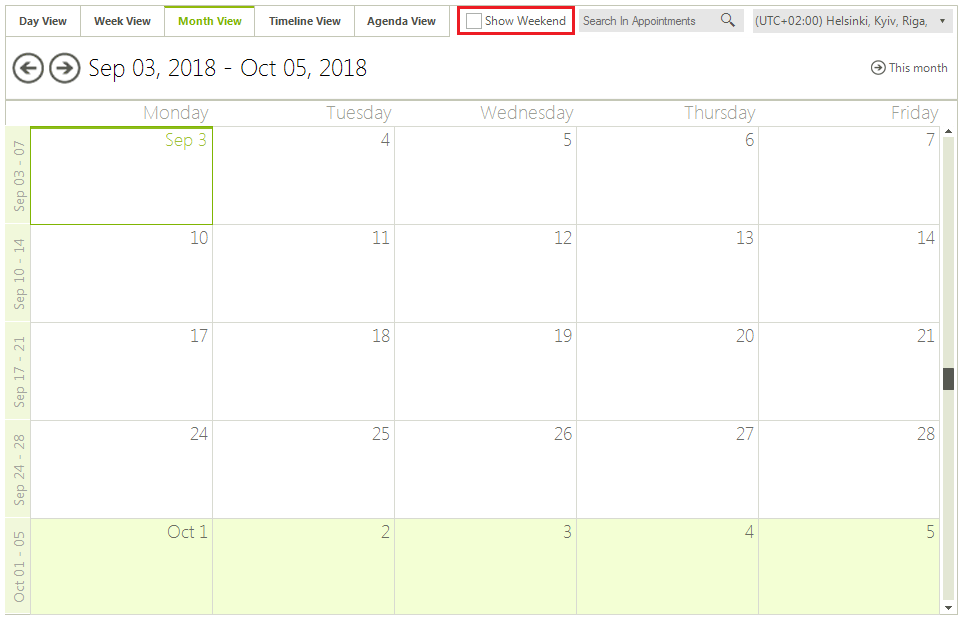 Day View Week View Month View Timeline View Agenda View Show Weekend Search In Appointments (UTC+02:00) Helsinki, Kyiv, Riga,
Sep 03, 2018 - Oct 05, 2018 This month
Monday Tuesday Wednesday Thursday Friday
Sep 03 - 07 Sep 3 4 5 6 7
Sep 10 - 14 10 11 12 13 14
Sep 17 - 21 17 18 19 20 21
Sep 24 - 28 24 25 26 27 28
Oct 01 - 05 Oct 1 2 3 4 5